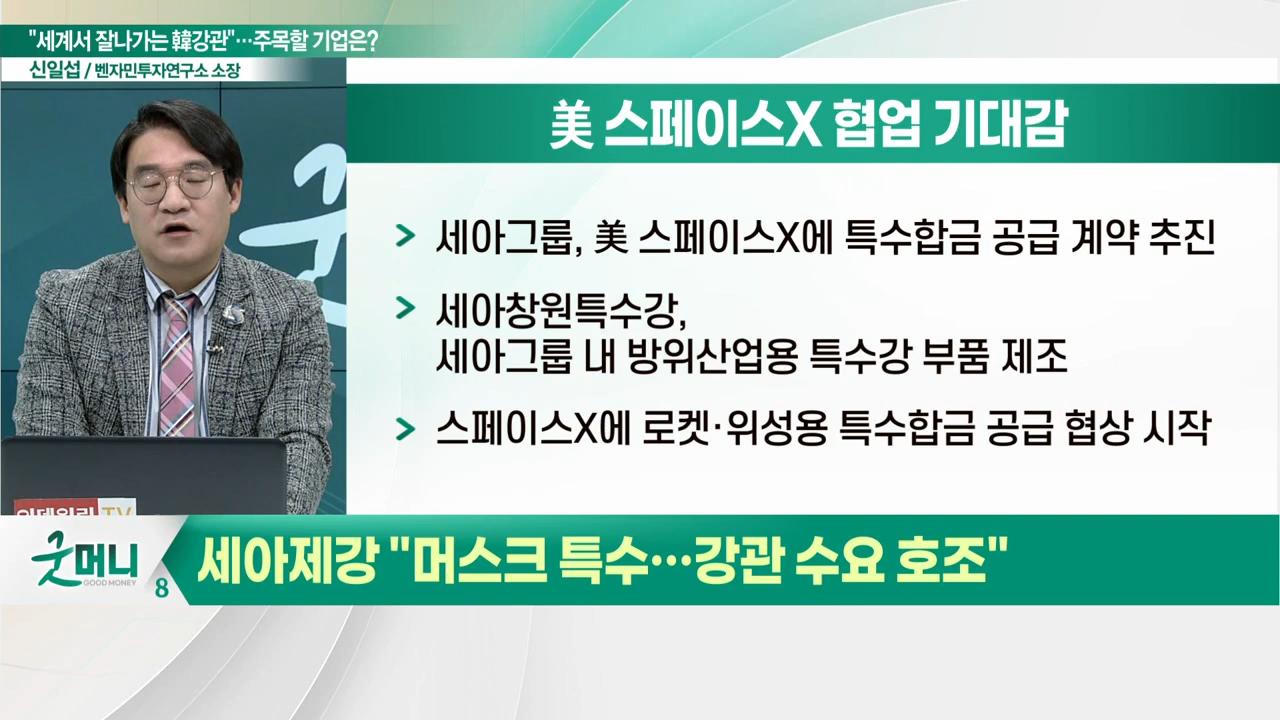 "세계서 잘나가는 韓강관"…주목할 기업은?
신일섭 / 벤자민투자연구소 소장
美 스페이스X 협업 기대감
세아그룹, 美 스페이스X에 특수합금 공급 계약 추진
세아창원특수강,
세아그룹 내 방위산업용 특수강 부품 제조
스페이스X에 로켓·위성용 특수합금 공급 협상 시작
이데일리 TV
굿머니
GOOD MONEY
8
세아제강 "머스크 특수…강관 수요 호조"